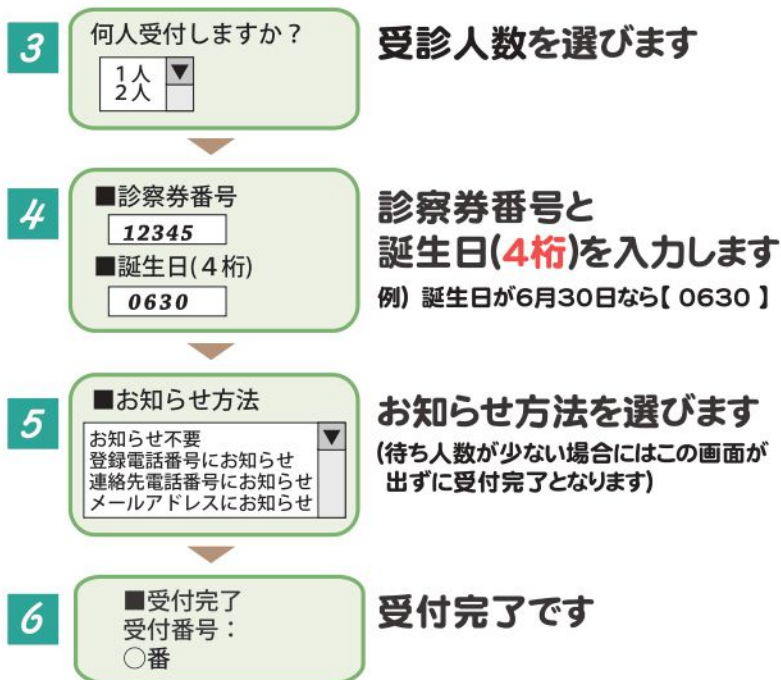 3
何人受付しますか？
1人 ▼
2人
受診人数を選びます
4
■診察券番号
12345
■誕生日(４桁)
0630
診察券番号と
誕生日(4桁)を入力します
例) 誕生日が6月30日なら【 0630 】
5
■お知らせ方法
お知らせ不要 ▼
登録電話番号にお知らせ
連絡先電話番号にお知らせ
メールアドレスにお知らせ
お知らせ方法を選びます
(待ち人数が少ない場合にはこの画面が
出ずに受付完了となります)
6
■受付完了
受付番号：
○番
受付完了です